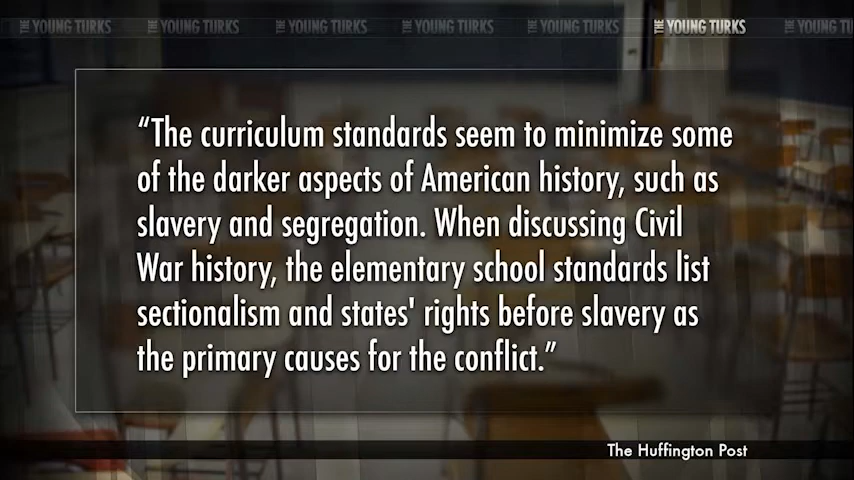 THE YOUNG TURKS THE YOUNG TURKS THE YOUNG TURKS THE YOUNG TURKS THE YOUNG TURKS THE YOUNG TURKS THE YOUNG TURKS
“The curriculum standards seem to minimize some
of the darker aspects of American history, such as
slavery and segregation. When discussing Civil
War history, the elementary school standards list
sectionalism and states' rights before slavery as
the primary causes for the conflict.”
The Huffington Post